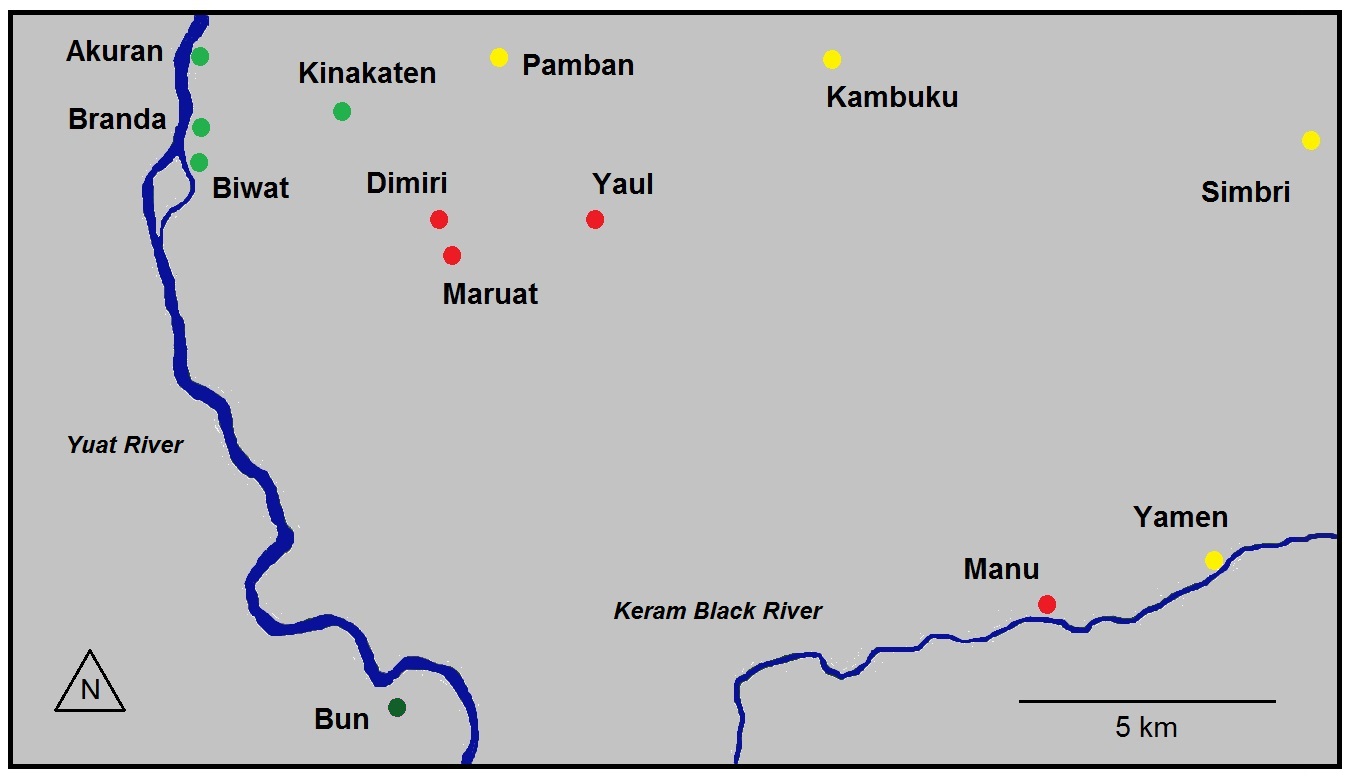 Akuran
Pamban
Kinakaten
Kambuku
Branda
Dimiri
Yaul
Biwat
Simbri
Maruat
Yuat River
Yamen
Manu
Keram Black River
N
Bun
5 km